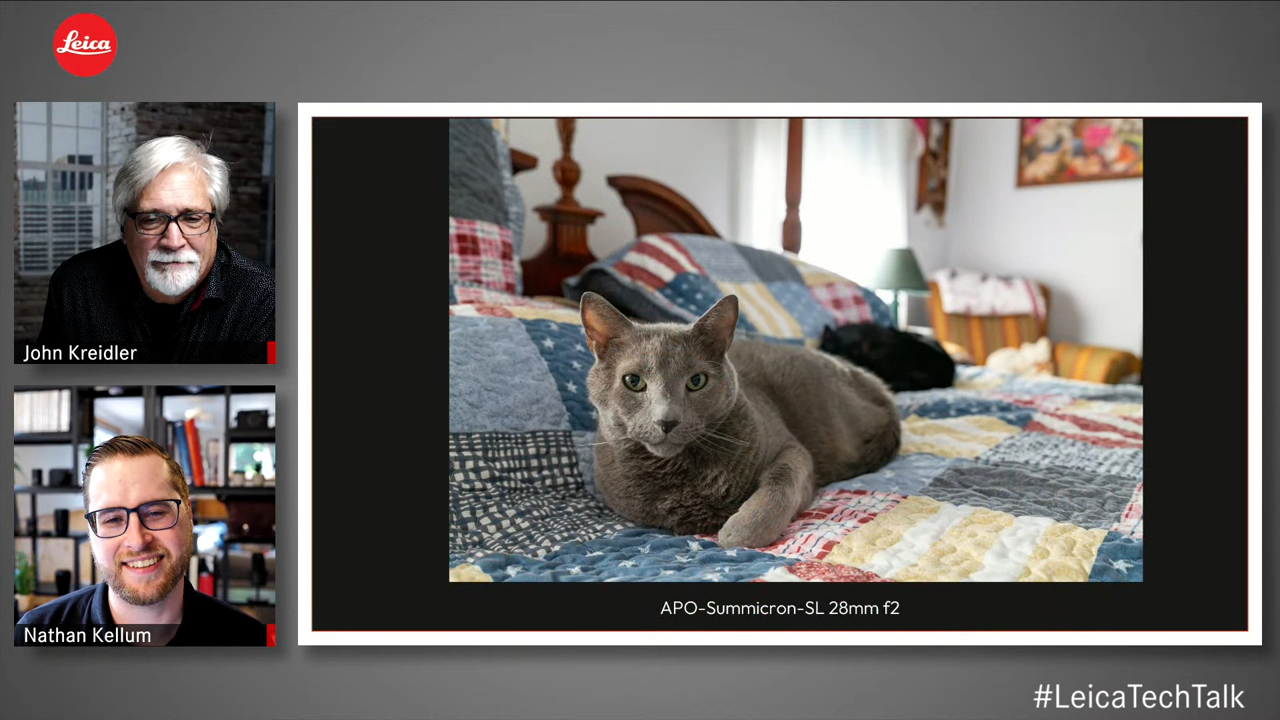 Leica
John Kreidler
Nathan Kellum
APO-Summicron-SL 28mm f2
#LeicaTechTalk